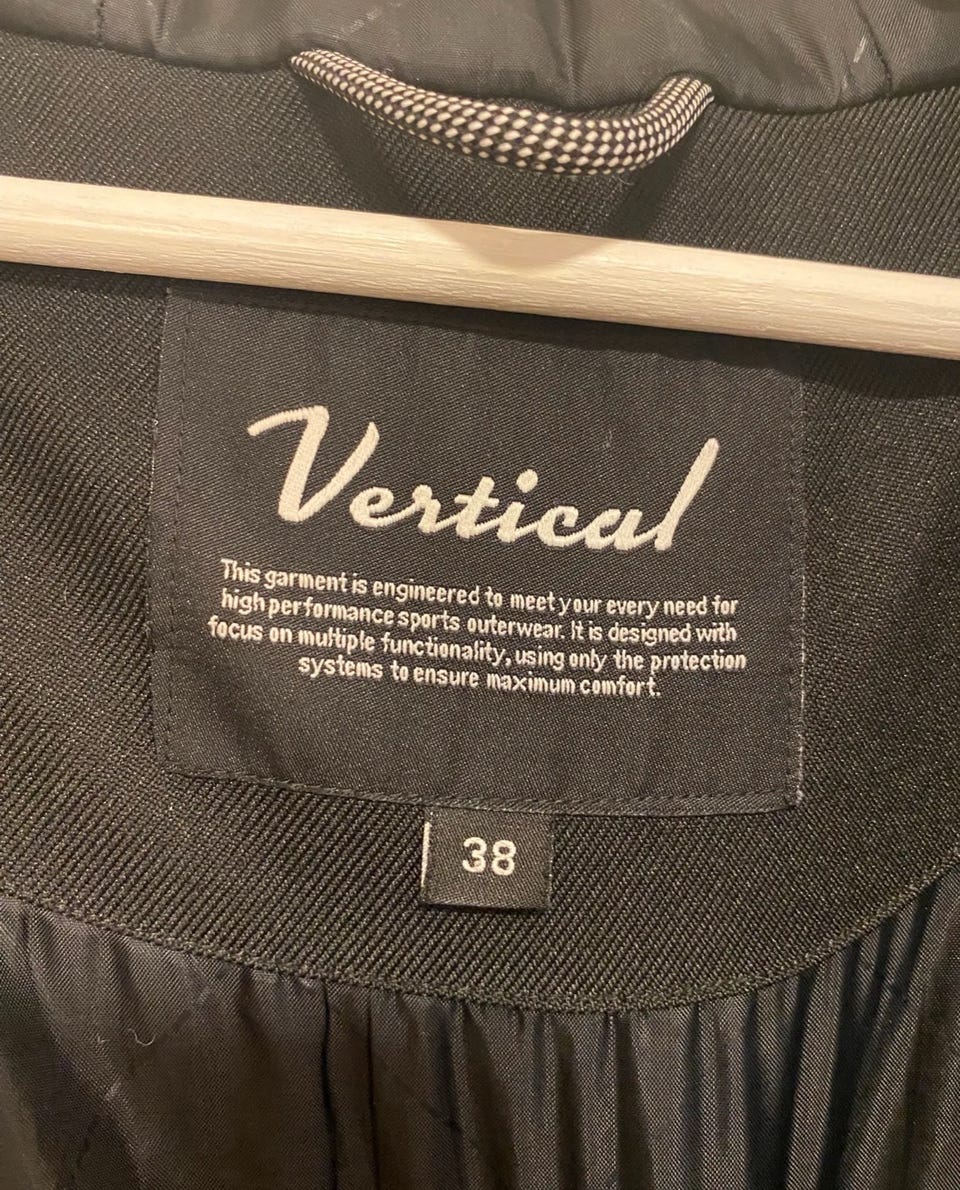 Vertical
This garment is engineered to meet your every need for
high performance sports outerwear. It is designed with
focus on multiple functionality, using only the protection
systems to ensure maximum comfort.
38